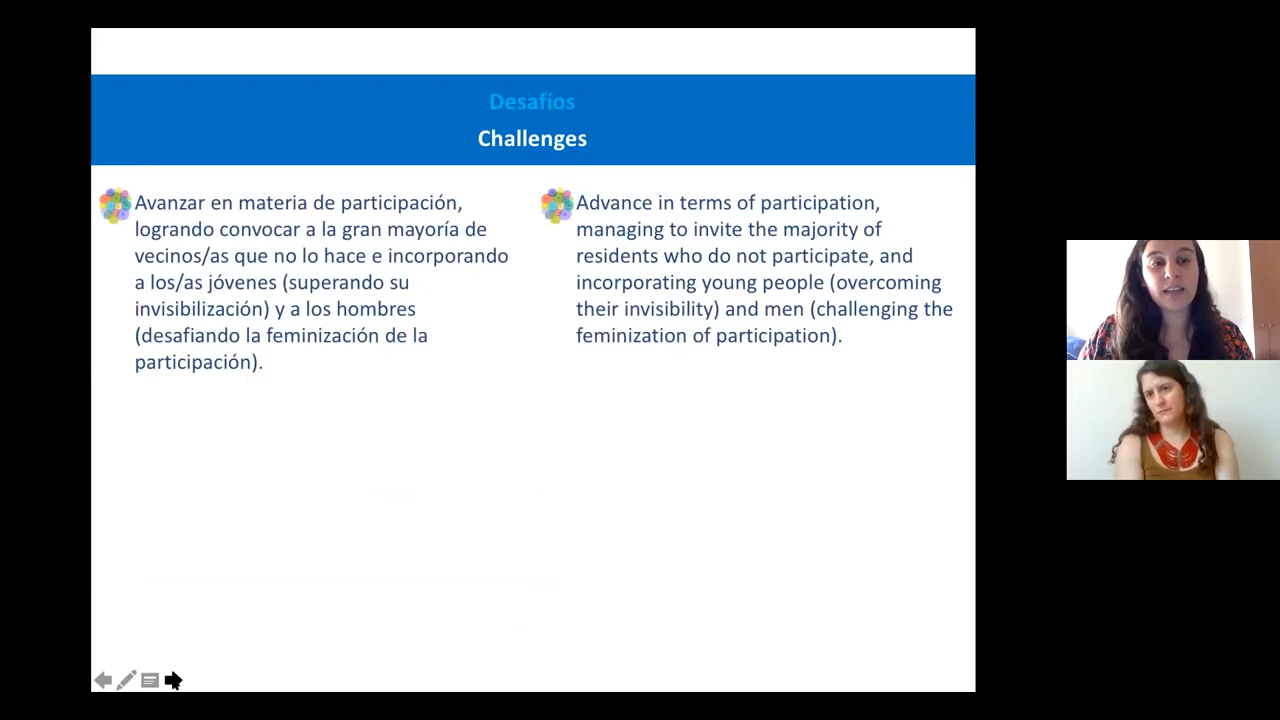 Desafíos
Challenges
Avanzar en materia de participación,
logrando convocar a la gran mayoría de
vecinos/as que no lo hace e incorporando
a los/as jóvenes (superando su
invisibilización) y a los hombres
(desafiando la feminización de la
participación).
Advance in terms of participation,
managing to invite the majority of
residents who do not participate, and
incorporating young people (overcoming
their invisibility) and men (challenging the
feminization of participation).